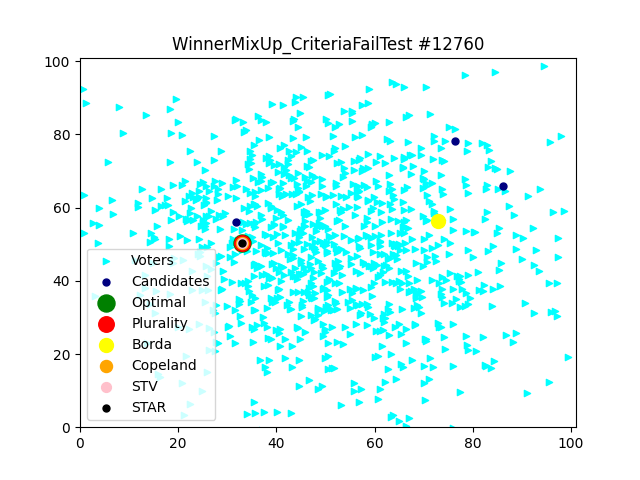 WinnerMixUp_CriteriaFailTest #12760
100
80
60
40
20
0
Voters
Candidates
Optimal
Plurality
Borda
Copeland
STV
STAR
0 20 40 60 80 100